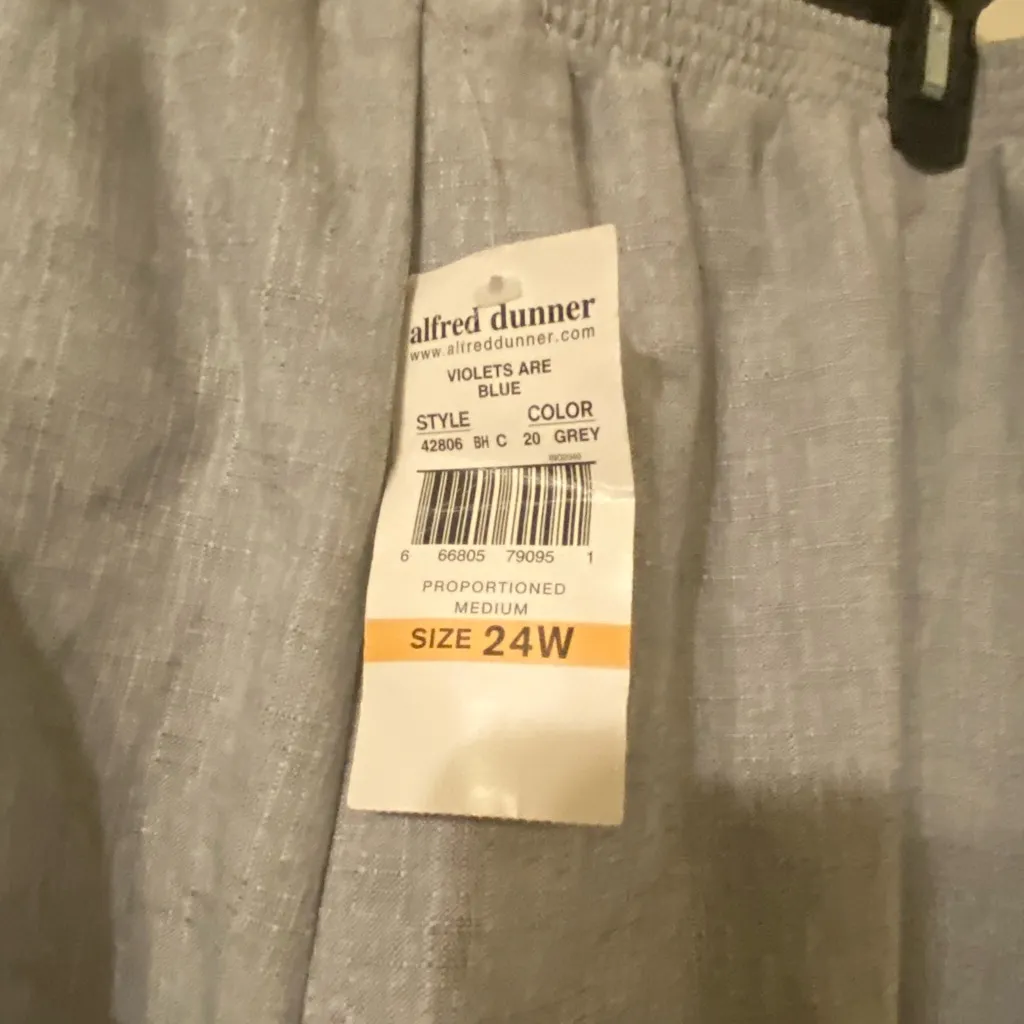 alfred dunner
www.alfreddunner.com
VIOLETS ARE
BLUE
STYLE COLOR
42806 BH C 20 GREY
6 66805 79095 1
PROPORTIONED
MEDIUM
SIZE 24W